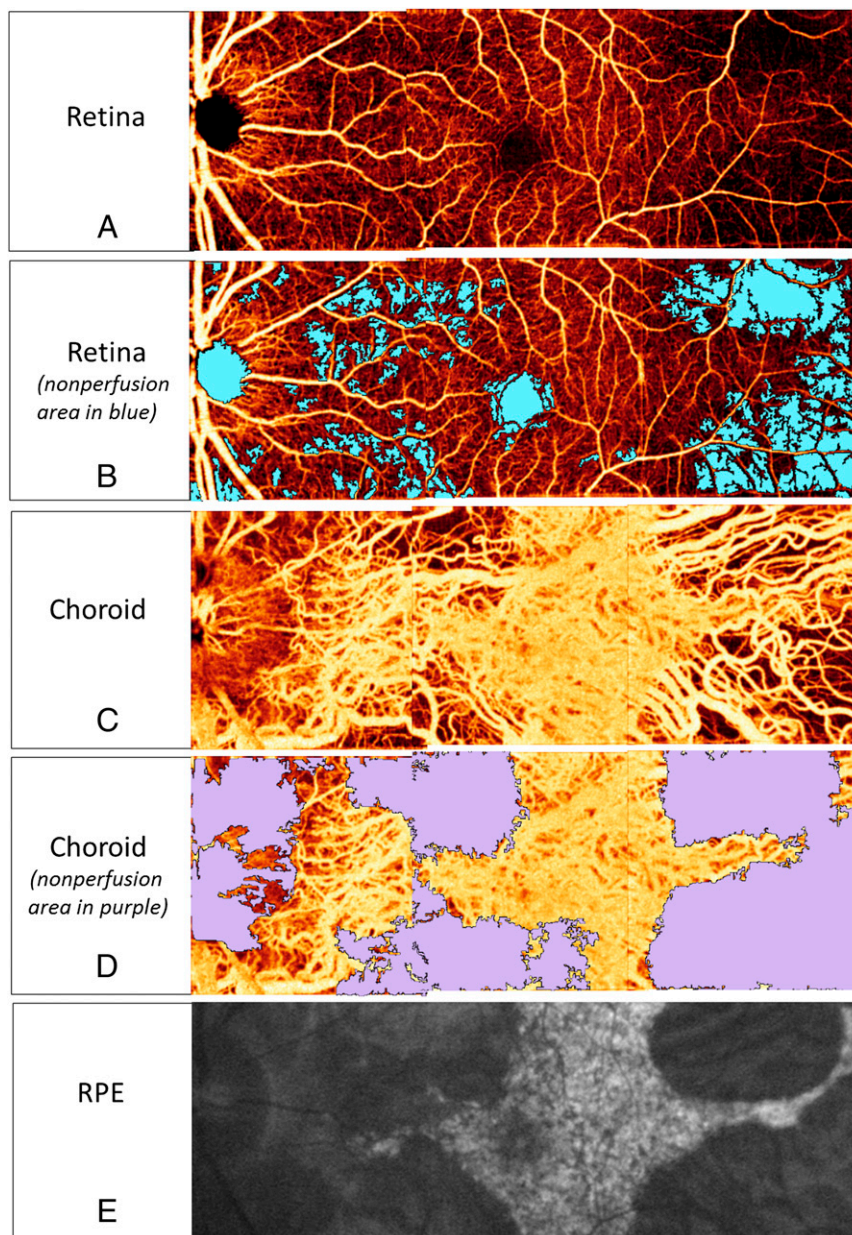 Retina
A
Retina
(nonperfusion
area in blue)
B
Choroid
C
Choroid
(nonperfusion
area in purple)
D
RPE
E